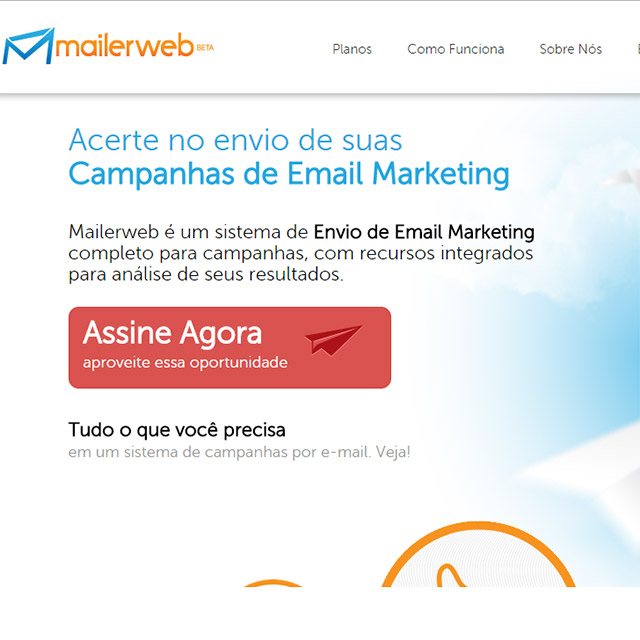 mailerweb BETA
Planos Como Funciona Sobre Nós
Acerte no envio de suas
Campanhas de Email Marketing
Mailerweb é um sistema de Envio de Email Marketing
completo para campanhas, com recursos integrados
para análise de seus resultados.
Assine Agora
aproveite essa oportunidade
Tudo o que você precisa
em um sistema de campanhas por e-mail. Veja!